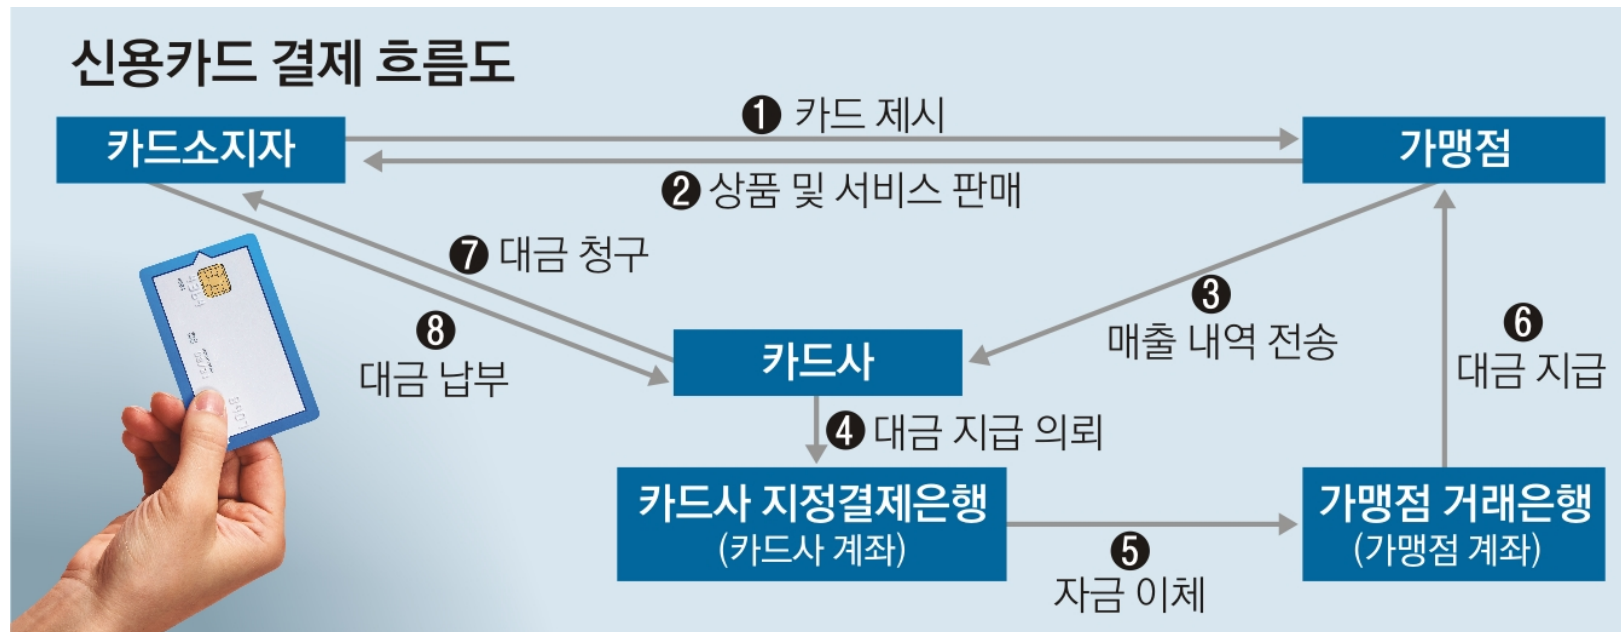 신용카드 결제 흐름도
❶ 카드 제시
카드소지자
가맹점
❷ 상품 및 서비스 판매
❼ 대금 청구
❸
매출 내역 전송
❽
대금 납부
❻
대금 지급
카드사
❹ 대금 지급 의뢰
카드사 지정결제은행
(카드사 계좌)
가맹점 거래은행
(가맹점 계좌)
❺
자금 이체